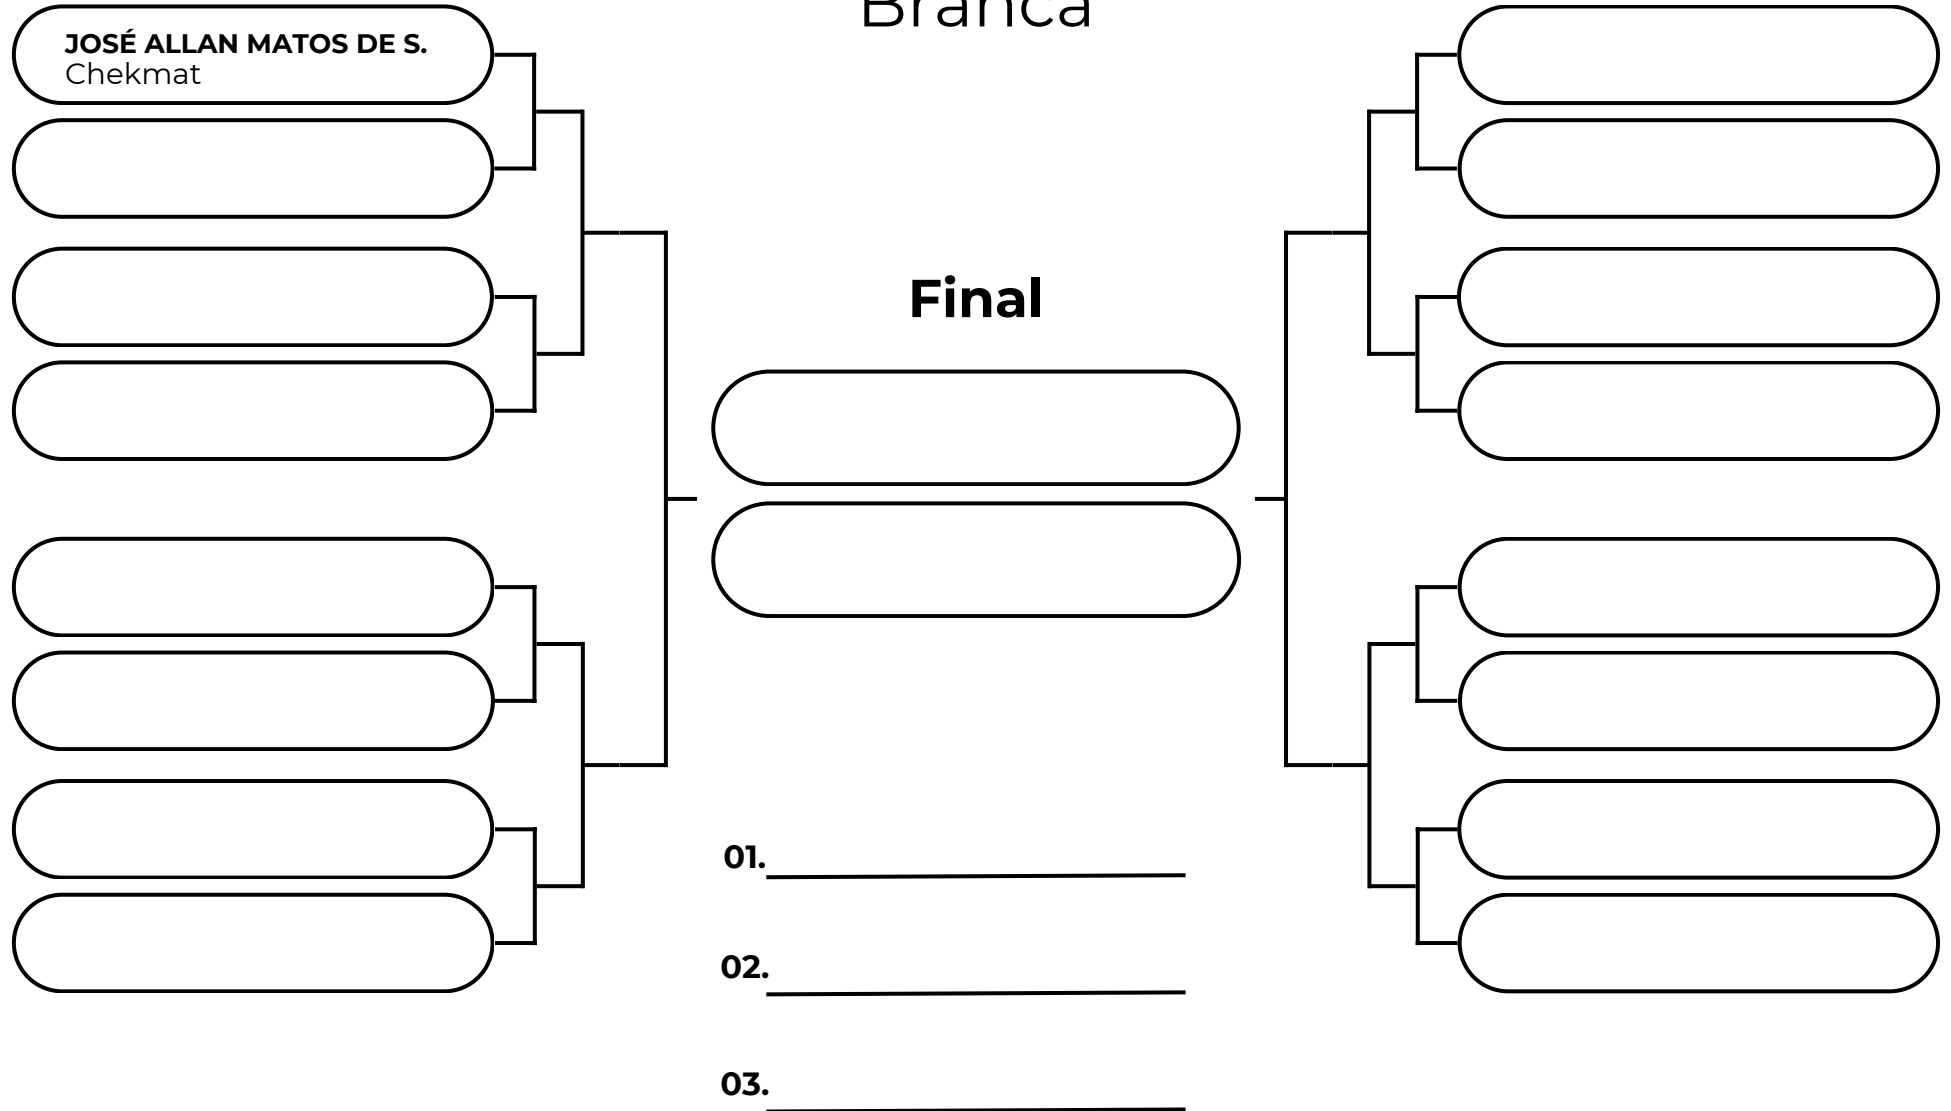 Branca
JOSÉ ALLAN MATOS DE S.
Chekmat
Final
01.
02.
03.